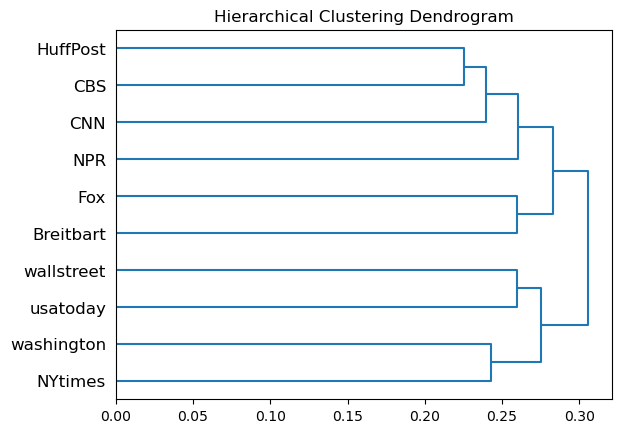 Hierarchical Clustering Dendrogram
HuffPost
CBS
CNN
NPR
Fox
Breitbart
wallstreet
usatoday
washington
NYtimes
0.00 0.05 0.10 0.15 0.20 0.25 0.30